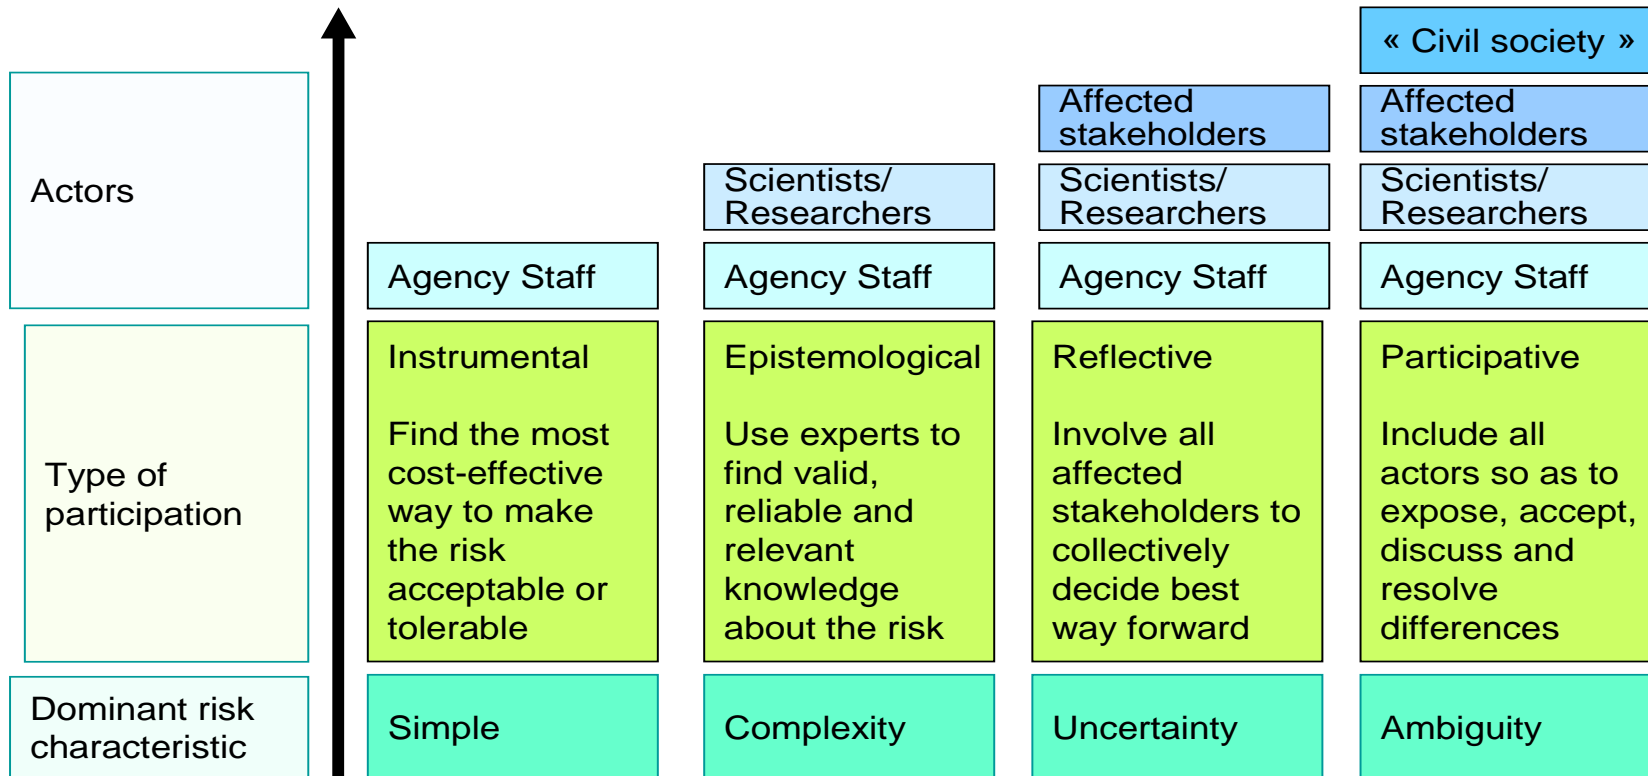 « Civil society »
Affected
stakeholders
Affected
stakeholders
Actors
Scientists/
Researchers
Scientists/
Researchers
Scientists/
Researchers
Agency Staff
Agency Staff
Agency Staff
Agency Staff
Type of
participation
Instrumental
Find the most
cost-effective
way to make
the risk
acceptable or
tolerable
Epistemological
Use experts to
find valid,
reliable and
relevant
knowledge
about the risk
Reflective
Involve all
affected
stakeholders to
collectively
decide best
way forward
Participative
Include all
actors so as to
expose, accept,
discuss and
resolve
differences
Dominant risk
characteristic
Simple
Complexity
Uncertainty
Ambiguity